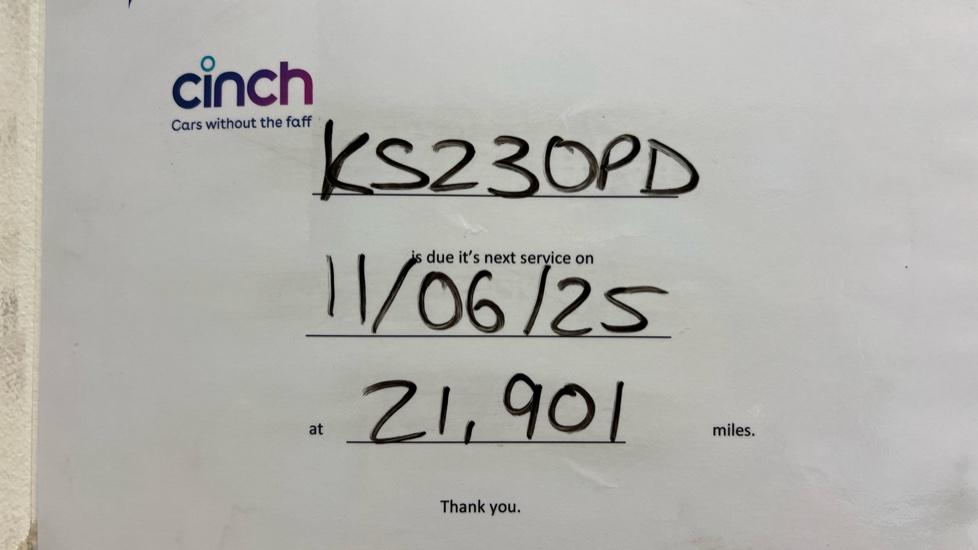 cinch
Cars without the faff
KS23OPD
is due it's next service on
11/06/25
at 21,901 miles.
Thank you.